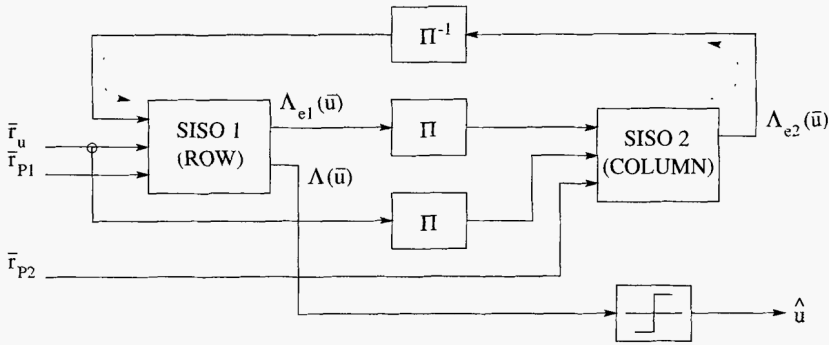 Π⁻¹
Λe1(ū)
Π
SISO 1
(ROW)
SISO 2
(COLUMN)
Λe2(ū)
r̄u
r̄P1
Λ(ū)
Π
r̄P2
û